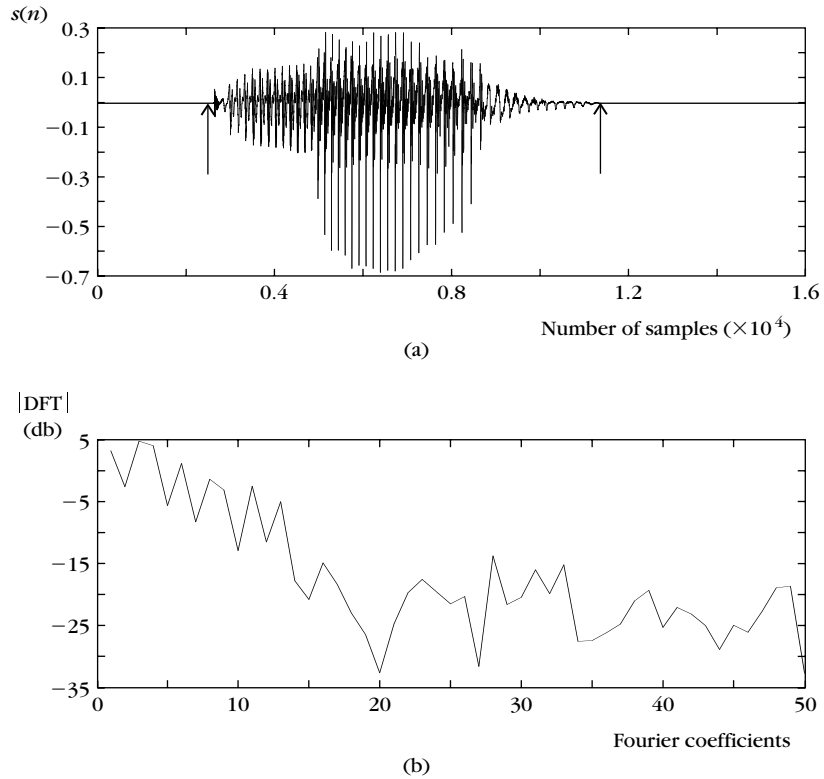 s(n)
0.3
0.1
−0.1
−0.3
−0.5
−0.7
0 0.4 0.8 1.2 1.6
Number of samples (×10⁴)
(a)
|DFT|
(db)
5
−5
−15
−25
−35
0 10 20 30 40 50
Fourier coefficients
(b)